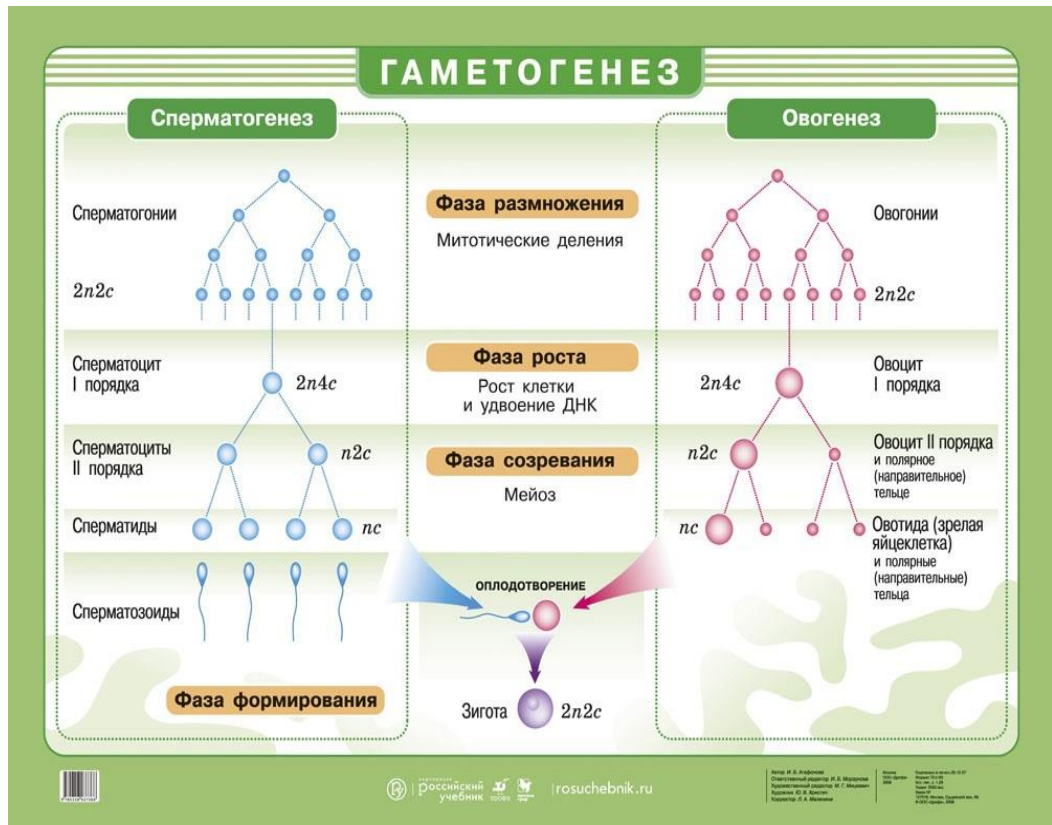 ГАМЕТОГЕНЕЗ
Сперматогенез
Овогенез
Сперматогонии
2n2c
Фаза размножения
Митотические деления
Овогонии
2n2c
Сперматоцит
I порядка
2n4c
Фаза роста
Рост клетки
и удвоение ДНК
2n4c
Овоцит
I порядка
Сперматоциты
II порядка
n2c
Фаза созревания
Мейоз
n2c
Овоцит II порядка
и полярное
(направительное)
тельце
Сперматиды
nc
nc
Овотида (зрелая
яйцеклетка)
и полярные
(направительные)
тельца
Сперматозоиды
ОПЛОДОТВОРЕНИЕ
Фаза формирования
Зигота
2n2c
российский
учебник
rosuchebnik.ru